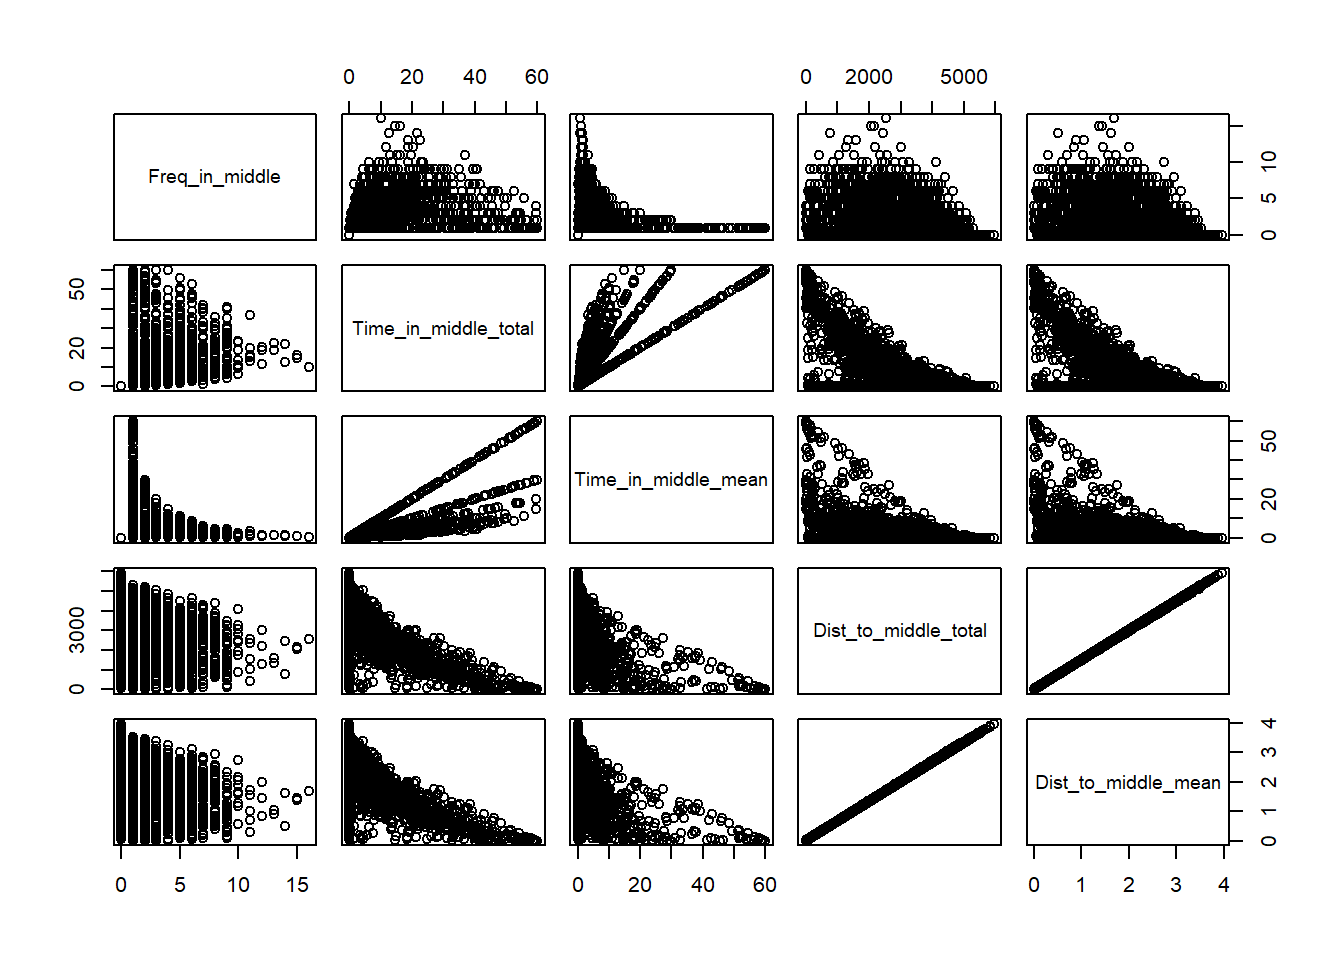 0 20 40 60 0 2000 5000
Freq_in_middle
0 5 10
Time_in_middle_total
0 20 50
Time_in_middle_mean
0 20 50
Dist_to_middle_total
0 3000
Dist_to_middle_mean
0 1 2 3 4
0 5 10 15 0 20 40 60 0 1 2 3 4